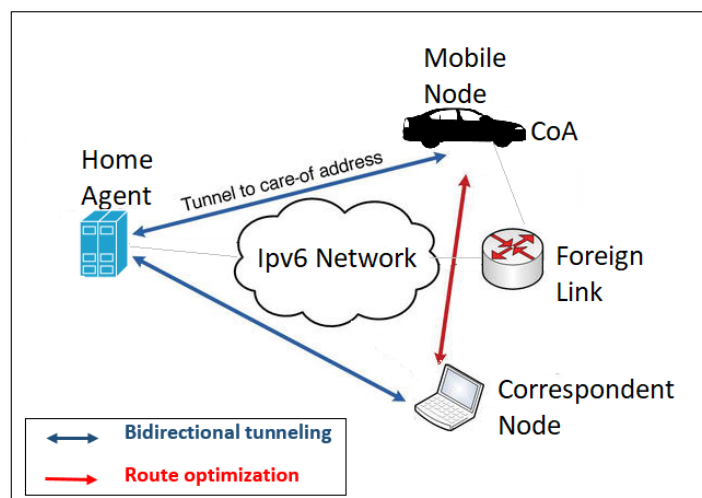 Mobile
Node
CoA
Home
Agent
Tunnel to care-of address
Ipv6 Network
Foreign
Link
Correspondent
Node
Bidirectional tunneling
Route optimization